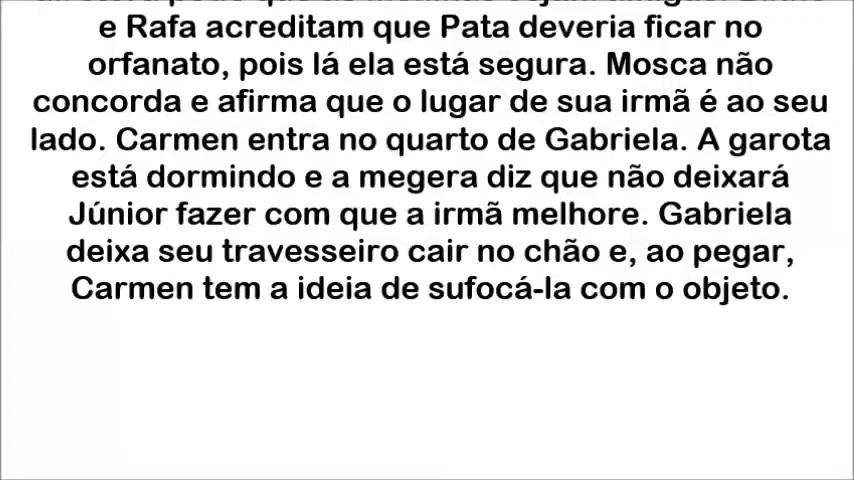 e Rafa acreditam que Pata deveria ficar no
orfanato, pois lá ela está segura. Mosca não
concorda e afirma que o lugar de sua irmã é ao seu
lado. Carmen entra no quarto de Gabriela. A garota
está dormindo e a megera diz que não deixará
Júnior fazer com que a irmã melhore. Gabriela
deixa seu travesseiro cair no chão e, ao pegar,
Carmen tem a ideia de sufocá-la com o objeto.